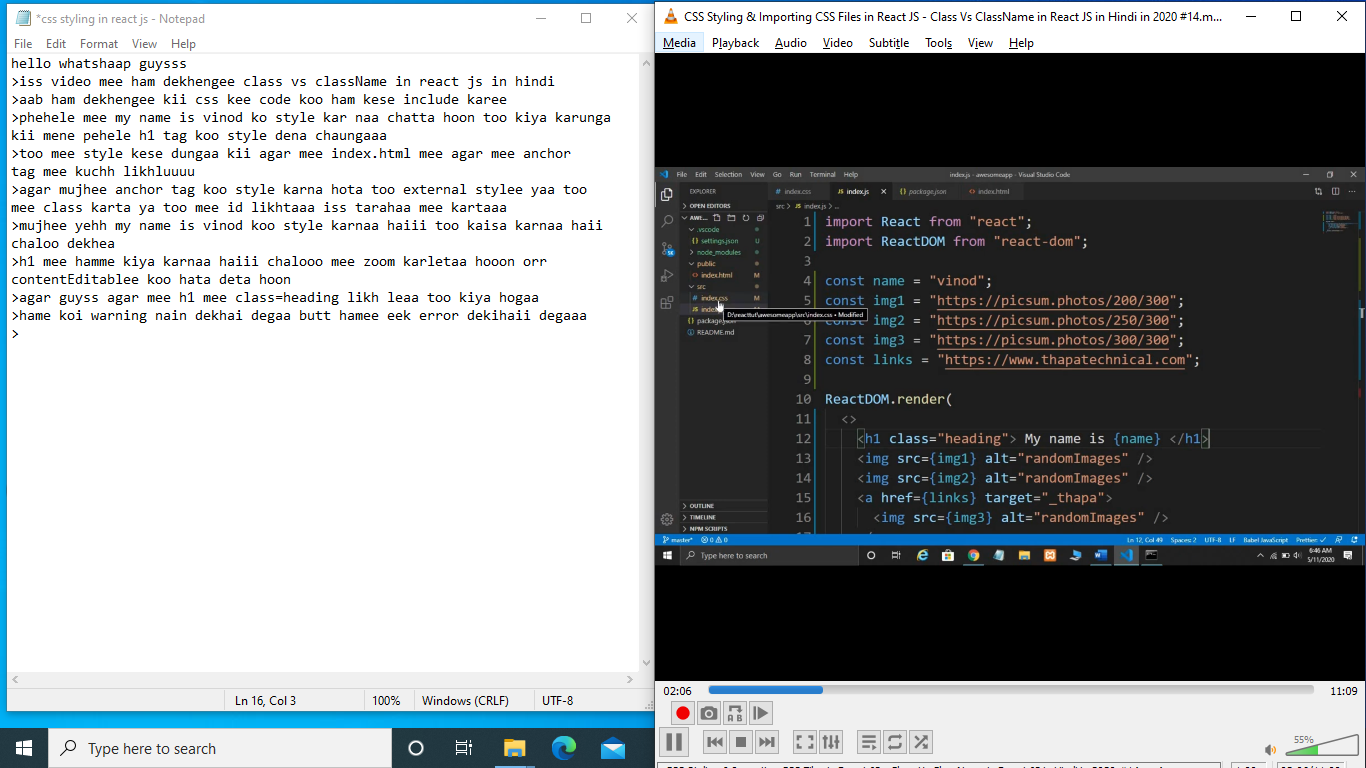 *css styling in react js - Notepad
File Edit Format View Help
hello whatshaap guysss
>iss video mee ham dekhengee class vs className in react js in hindi
>aab ham dekhengee kii css kee code koo ham kese include karee
>phehele mee my name is vinod ko style kar naa chatta hoon too kiya karunga
kii mene pehele h1 tag koo style dena chaungaaa
>too mee style kese dungaa kii agar mee index.html mee agar mee anchor
tag mee kuchh likhluuuu
>agar mujhee anchor tag koo style karna hota too external stylee yaa too
mee class karta ya too mee id likhtaaa iss tarahaa mee kartaaa
>mujhee yehh my name is vinod koo style karnaa haiii too kaisa karnaa haii
chaloo dekhea
>h1 mee hamme kiya karnaa haiii chalooo mee zoom karletaa hooon orr
contentEditablee koo hata deta hoon
>agar guyss agar mee h1 mee class=heading likh leaa too kiya hogaa
>hame koi warning nain dekhai degaa butt hamee eek error dekihaii degaaa
>
Ln 16, Col 3
100%
Windows (CRLF)
UTF-8
Type here to search
CSS Styling & Importing CSS Files in React JS - Class Vs ClassName in React JS in Hindi in 2020 #14.m...
Media Playback Audio Video Subtitle Tools View Help
File Edit Selection View Go Run Terminal Help
index.js - awesomeapp - Visual Studio Code
EXPLORER
# index.css
JS index.js
{} package.json
<> index.html
> OPEN EDITORS
AWE...
.vscode
{} settings.json U
> node_modules
public
<> index.html M
src
# index.css M
JS index
{} package.json
README.md
D:\reacttut\awesomeapp\src\index.css • Modified
> OUTLINE
> TIMELINE
> NPM SCRIPTS
src > JS index.js > ...
1 import React from "react";
2 import ReactDOM from "react-dom";
3
4 const name = "vinod";
5 const img1 = "https://picsum.photos/200/300";
const img2 = "https://picsum.photos/250/300";
7 const img3 = "https://picsum.photos/300/300";
8 const links = "https://www.thapatechnical.com";
9
10 ReactDOM.render(
11 <>
12 <h1 class="heading"> My name is {name} </h1>
13 <img src={img1} alt="randomImages" />
14 <img src={img2} alt="randomImages" />
15 <a href={links} target="_thapa">
16 <img src={img3} alt="randomImages" />
master* 0 0
Ln 12, Col 49 Spaces: 2 UTF-8 LF Babel JavaScript Prettier: ✓
Type here to search
6:46 AM
5/11/2020
02:06
11:09
55%